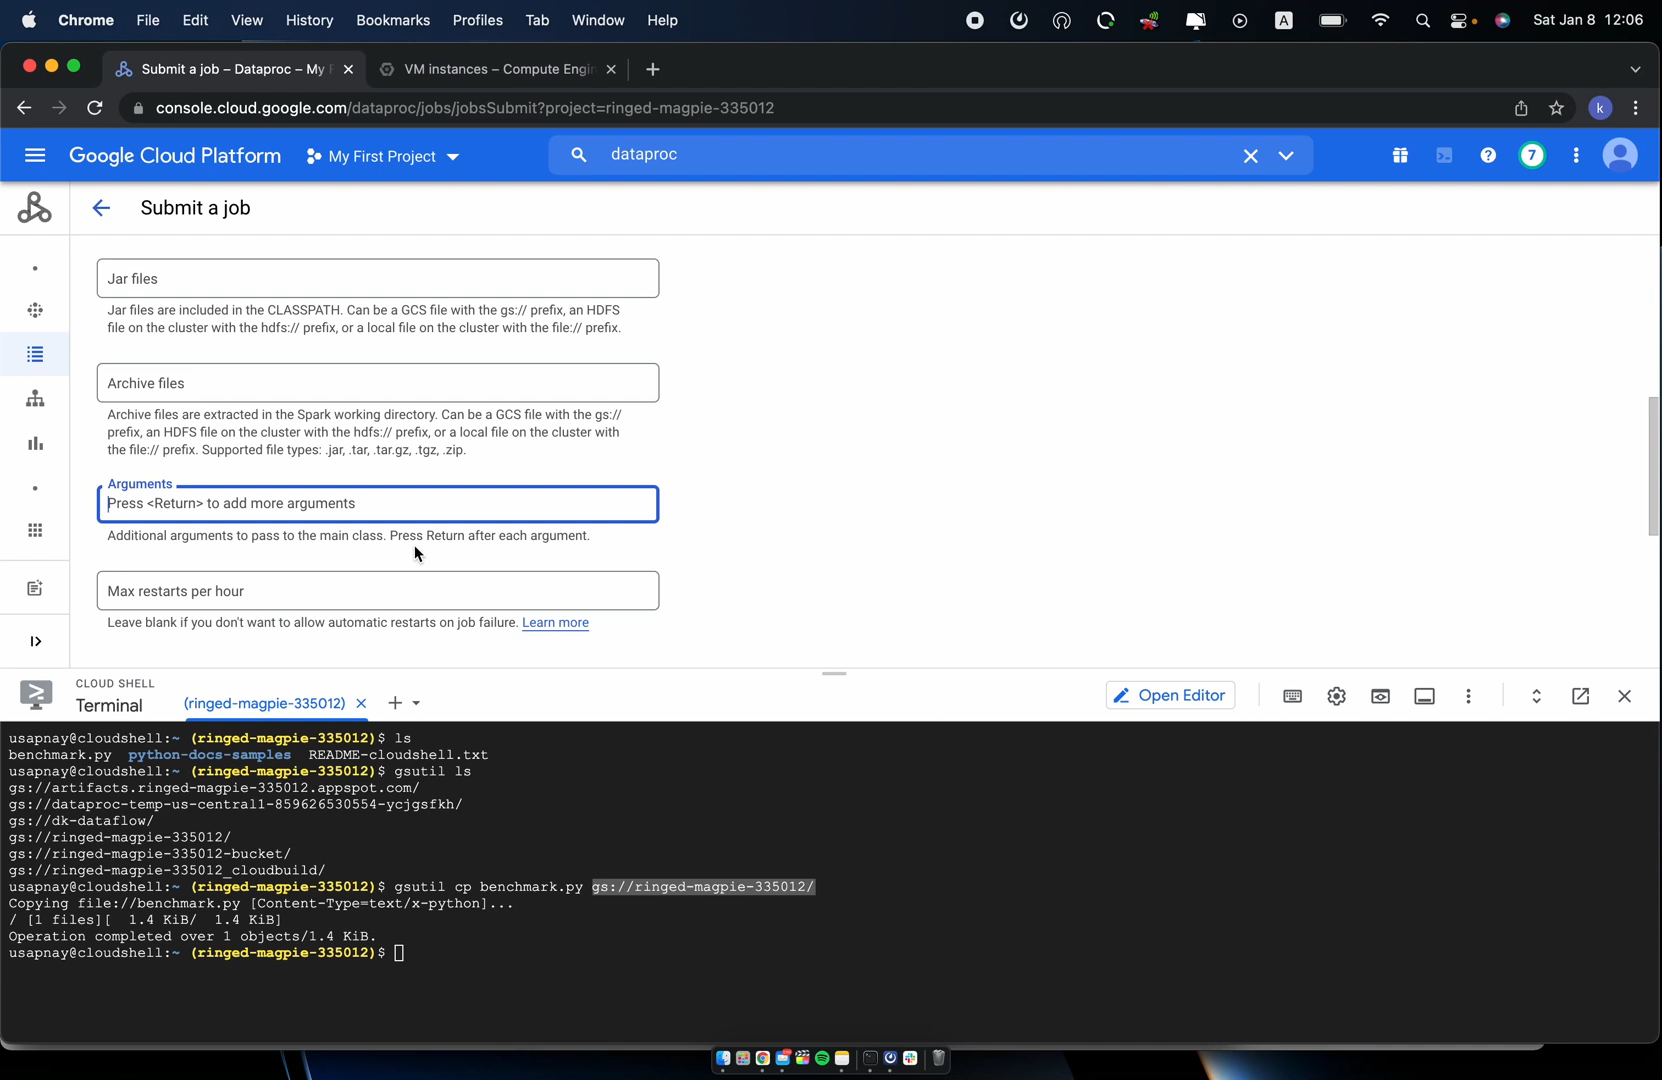 Chrome File Edit View History Bookmarks Profiles Tab Window Help A Sat Jan 8 12:06
Submit a job – Dataproc – My F
VM instances – Compute Engin
console.cloud.google.com/dataproc/jobs/jobsSubmit?project=ringed-magpie-335012
k
Google Cloud Platform
My First Project
dataproc
7
Submit a job
Jar files
Jar files are included in the CLASSPATH. Can be a GCS file with the gs:// prefix, an HDFS
file on the cluster with the hdfs:// prefix, or a local file on the cluster with the file:// prefix.
Archive files
Archive files are extracted in the Spark working directory. Can be a GCS file with the gs://
prefix, an HDFS file on the cluster with the hdfs:// prefix, or a local file on the cluster with
the file:// prefix. Supported file types: .jar, .tar, .tar.gz, .tgz, .zip.
Arguments
Press <Return> to add more arguments
Additional arguments to pass to the main class. Press Return after each argument.
Max restarts per hour
Leave blank if you don't want to allow automatic restarts on job failure. Learn more
CLOUD SHELL
Terminal
(ringed-magpie-335012)
Open Editor
usapnay@cloudshell:~ (ringed-magpie-335012)$ ls
benchmark.py python-docs-samples README-cloudshell.txt
usapnay@cloudshell:~ (ringed-magpie-335012)$ gsutil ls
gs://artifacts.ringed-magpie-335012.appspot.com/
gs://dataproc-temp-us-central1-859626530554-ycjgsfkh/
gs://dk-dataflow/
gs://ringed-magpie-335012/
gs://ringed-magpie-335012-bucket/
gs://ringed-magpie-335012_cloudbuild/
usapnay@cloudshell:~ (ringed-magpie-335012)$ gsutil cp benchmark.py gs://ringed-magpie-335012/
Copying file://benchmark.py [Content-Type=text/x-python]...
/ [1 files][ 1.4 KiB/ 1.4 KiB]
Operation completed over 1 objects/1.4 KiB.
usapnay@cloudshell:~ (ringed-magpie-335012)$